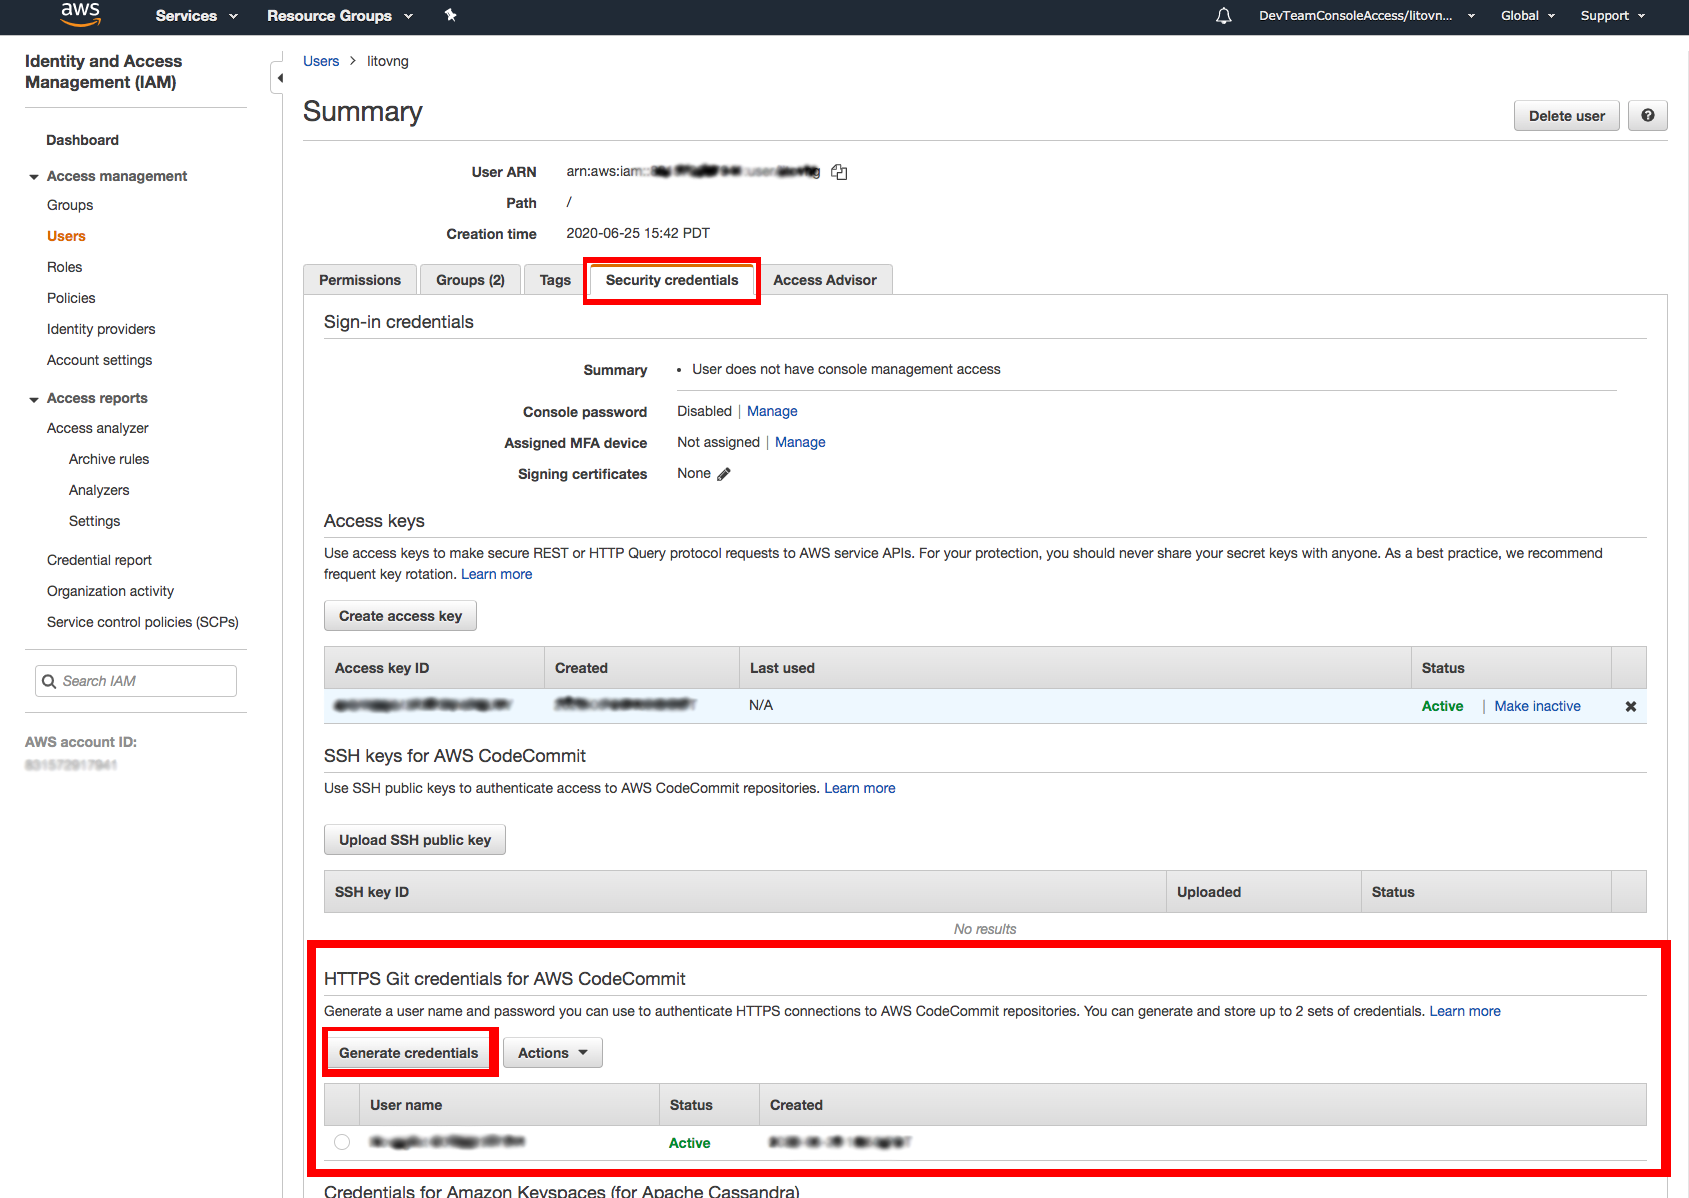 aws Services Resource Groups DevTeamConsoleAccess/litovn... Global Support
Identity and Access
Management (IAM)
Dashboard
Access management
Groups
Users
Roles
Policies
Identity providers
Account settings
Access reports
Access analyzer
Archive rules
Analyzers
Settings
Credential report
Organization activity
Service control policies (SCPs)
Search IAM
AWS account ID:
Users > litovng
Summary
Delete user
User ARN arn:aws:iam::
Path /
Creation time 2020-06-25 15:42 PDT
Permissions Groups (2) Tags Security credentials Access Advisor
Sign-in credentials
Summary • User does not have console management access
Console password Disabled | Manage
Assigned MFA device Not assigned | Manage
Signing certificates None
Access keys
Use access keys to make secure REST or HTTP Query protocol requests to AWS service APIs. For your protection, you should never share your secret keys with anyone. As a best practice, we recommend
frequent key rotation. Learn more
Create access key
Access key ID Created Last used Status
N/A Active | Make inactive
SSH keys for AWS CodeCommit
Use SSH public keys to authenticate access to AWS CodeCommit repositories. Learn more
Upload SSH public key
SSH key ID Uploaded Status
No results
HTTPS Git credentials for AWS CodeCommit
Generate a user name and password you can use to authenticate HTTPS connections to AWS CodeCommit repositories. You can generate and store up to 2 sets of credentials. Learn more
Generate credentials Actions
User name Status Created
Active
Credentials for Amazon Keyspaces (for Apache Cassandra)